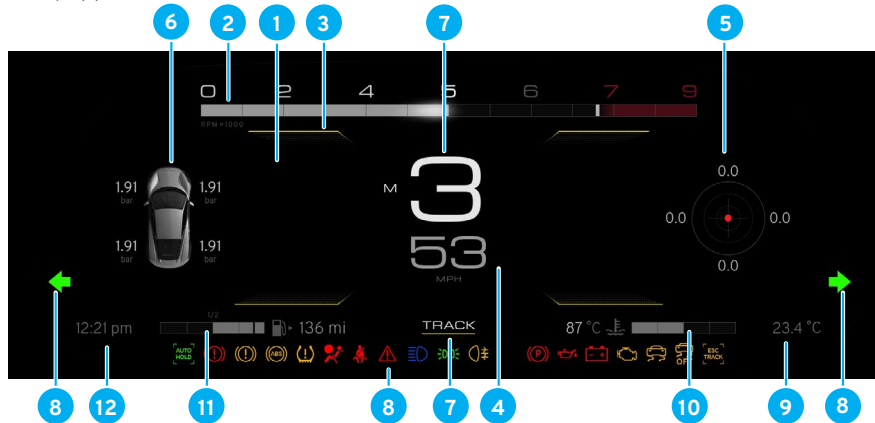 6 2 1 3 7 5
0 2 4 5 6 7 9
RPM×1000
0.0
1.91 bar 1.91 bar
M 3
0.0 0.0
53
MPH
1.91 bar 1.91 bar
0.0
1/2
12:21 pm 136 mi TRACK 87 °C 23.4 °C
AUTO HOLD (!) (!) (ABS) (!) (P) OFF ESC TRACK
8 12 11 8 7 4 10 9 8